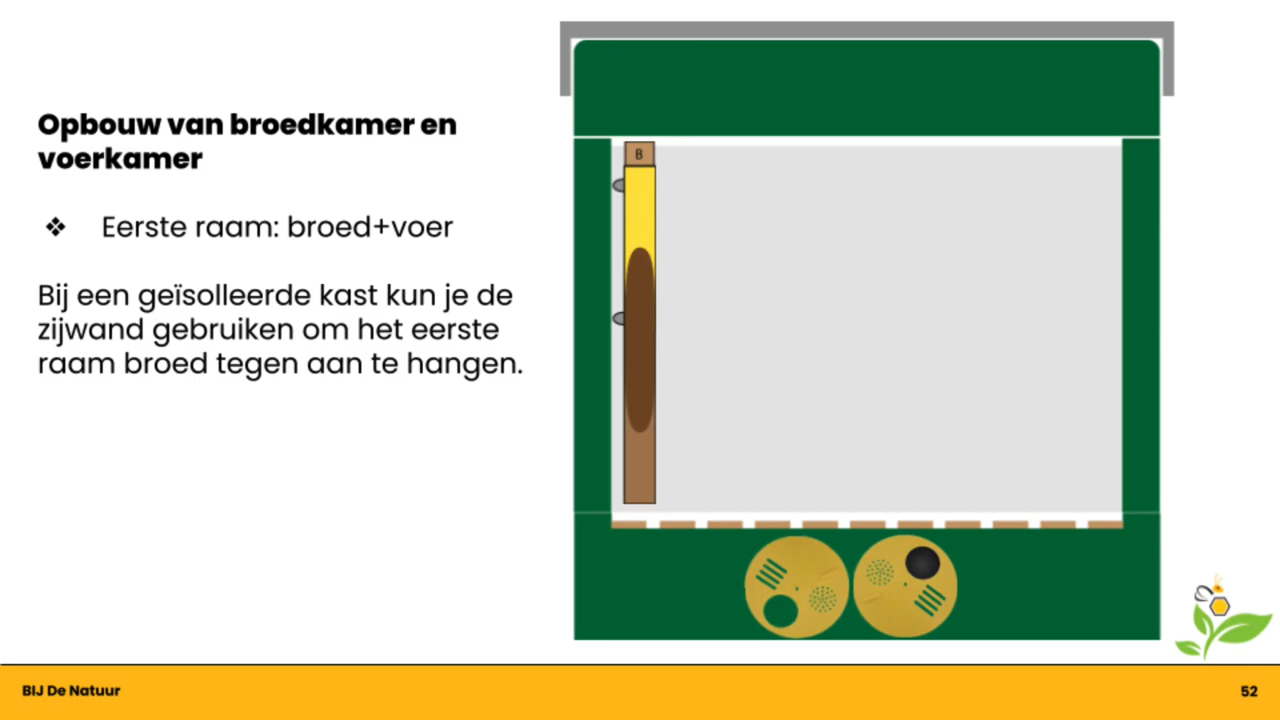 Opbouw van broedkamer en
voerkamer
❖ Eerste raam: broed+voer
Bij een geïsolleerde kast kun je de
zijwand gebruiken om het eerste
raam broed tegen aan te hangen.
B
BIJ De Natuur
52